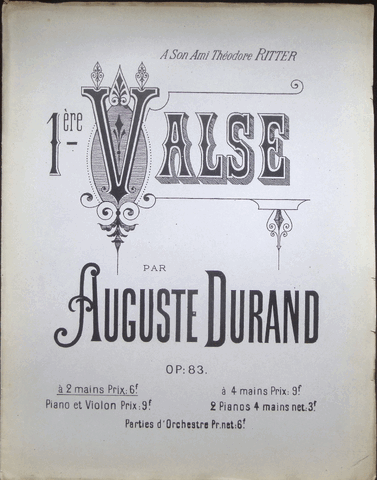 A Son Ami Théodore RITTER
1ère VALSE
PAR
AUGUSTE DURAND
OP: 83.
à 2 mains Prix: 6f à 4 mains Prix: 9f
Piano et Violon Prix: 9f 2 Pianos 4 mains net: 3f
Parties d'Orchestre Pr. net: 6f